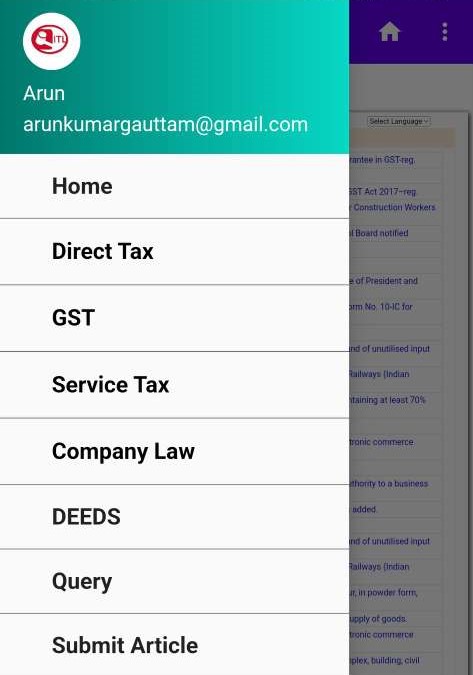 ITL
Arun
arunkumargauttam@gmail.com
Home
Direct Tax
GST
Service Tax
Company Law
DEEDS
Query
Submit Article
Select Language
rantee in GST-reg.
GST Act 2017–reg.
r Construction Workers
l Board notified
e of President and
orm No. 10-IC for
nd of unutilised input
Railways (Indian
ntaining at least 70%
tronic commerce
uthority to a business
added.
nd of unutilised input
Railways (Indian
ur, in powder form,
upply of goods.
tronic commerce
plex, building, civil